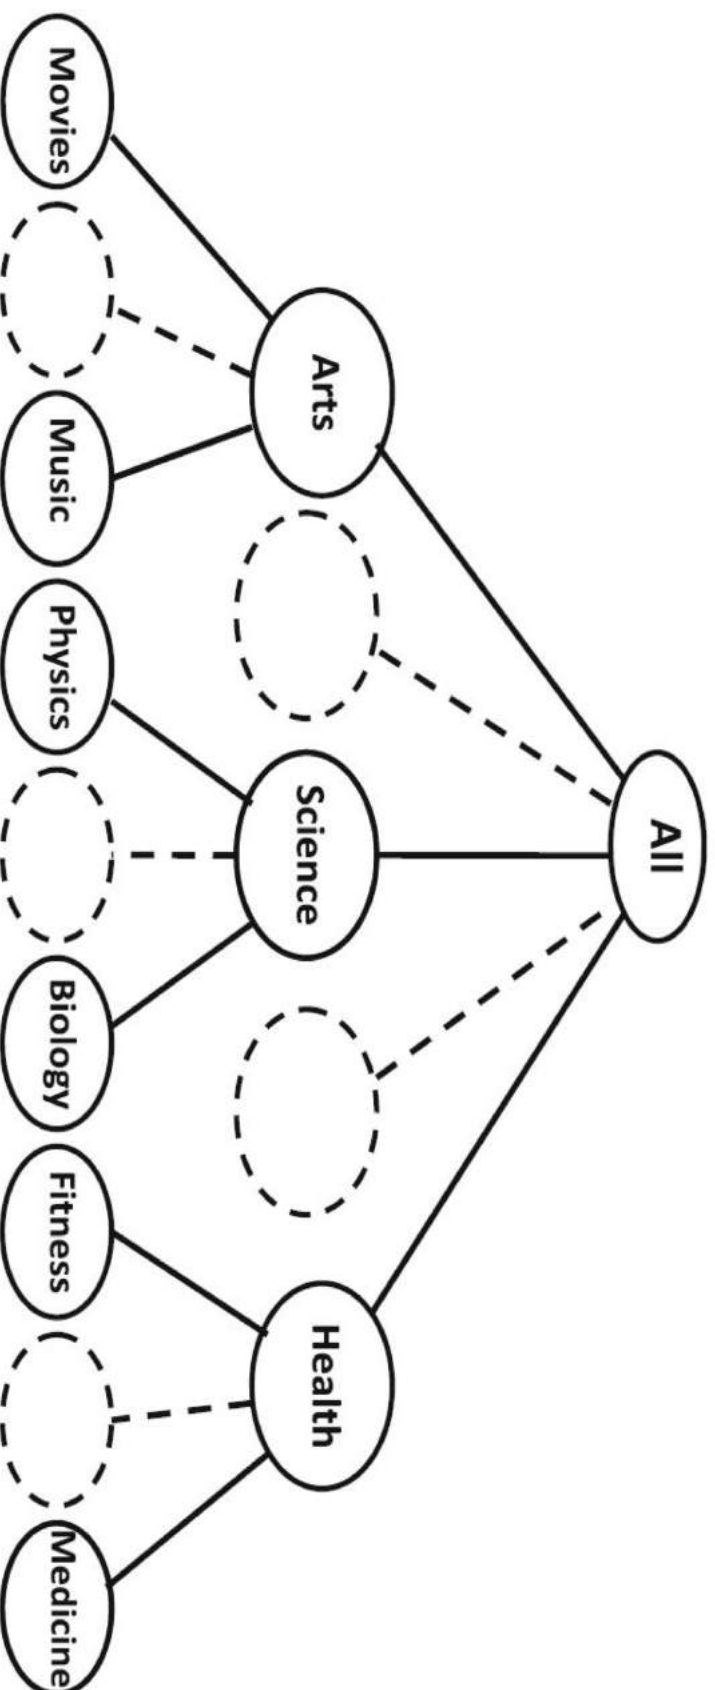 All
Arts
Science
Health
Movies
Music
Physics
Biology
Fitness
Medicine